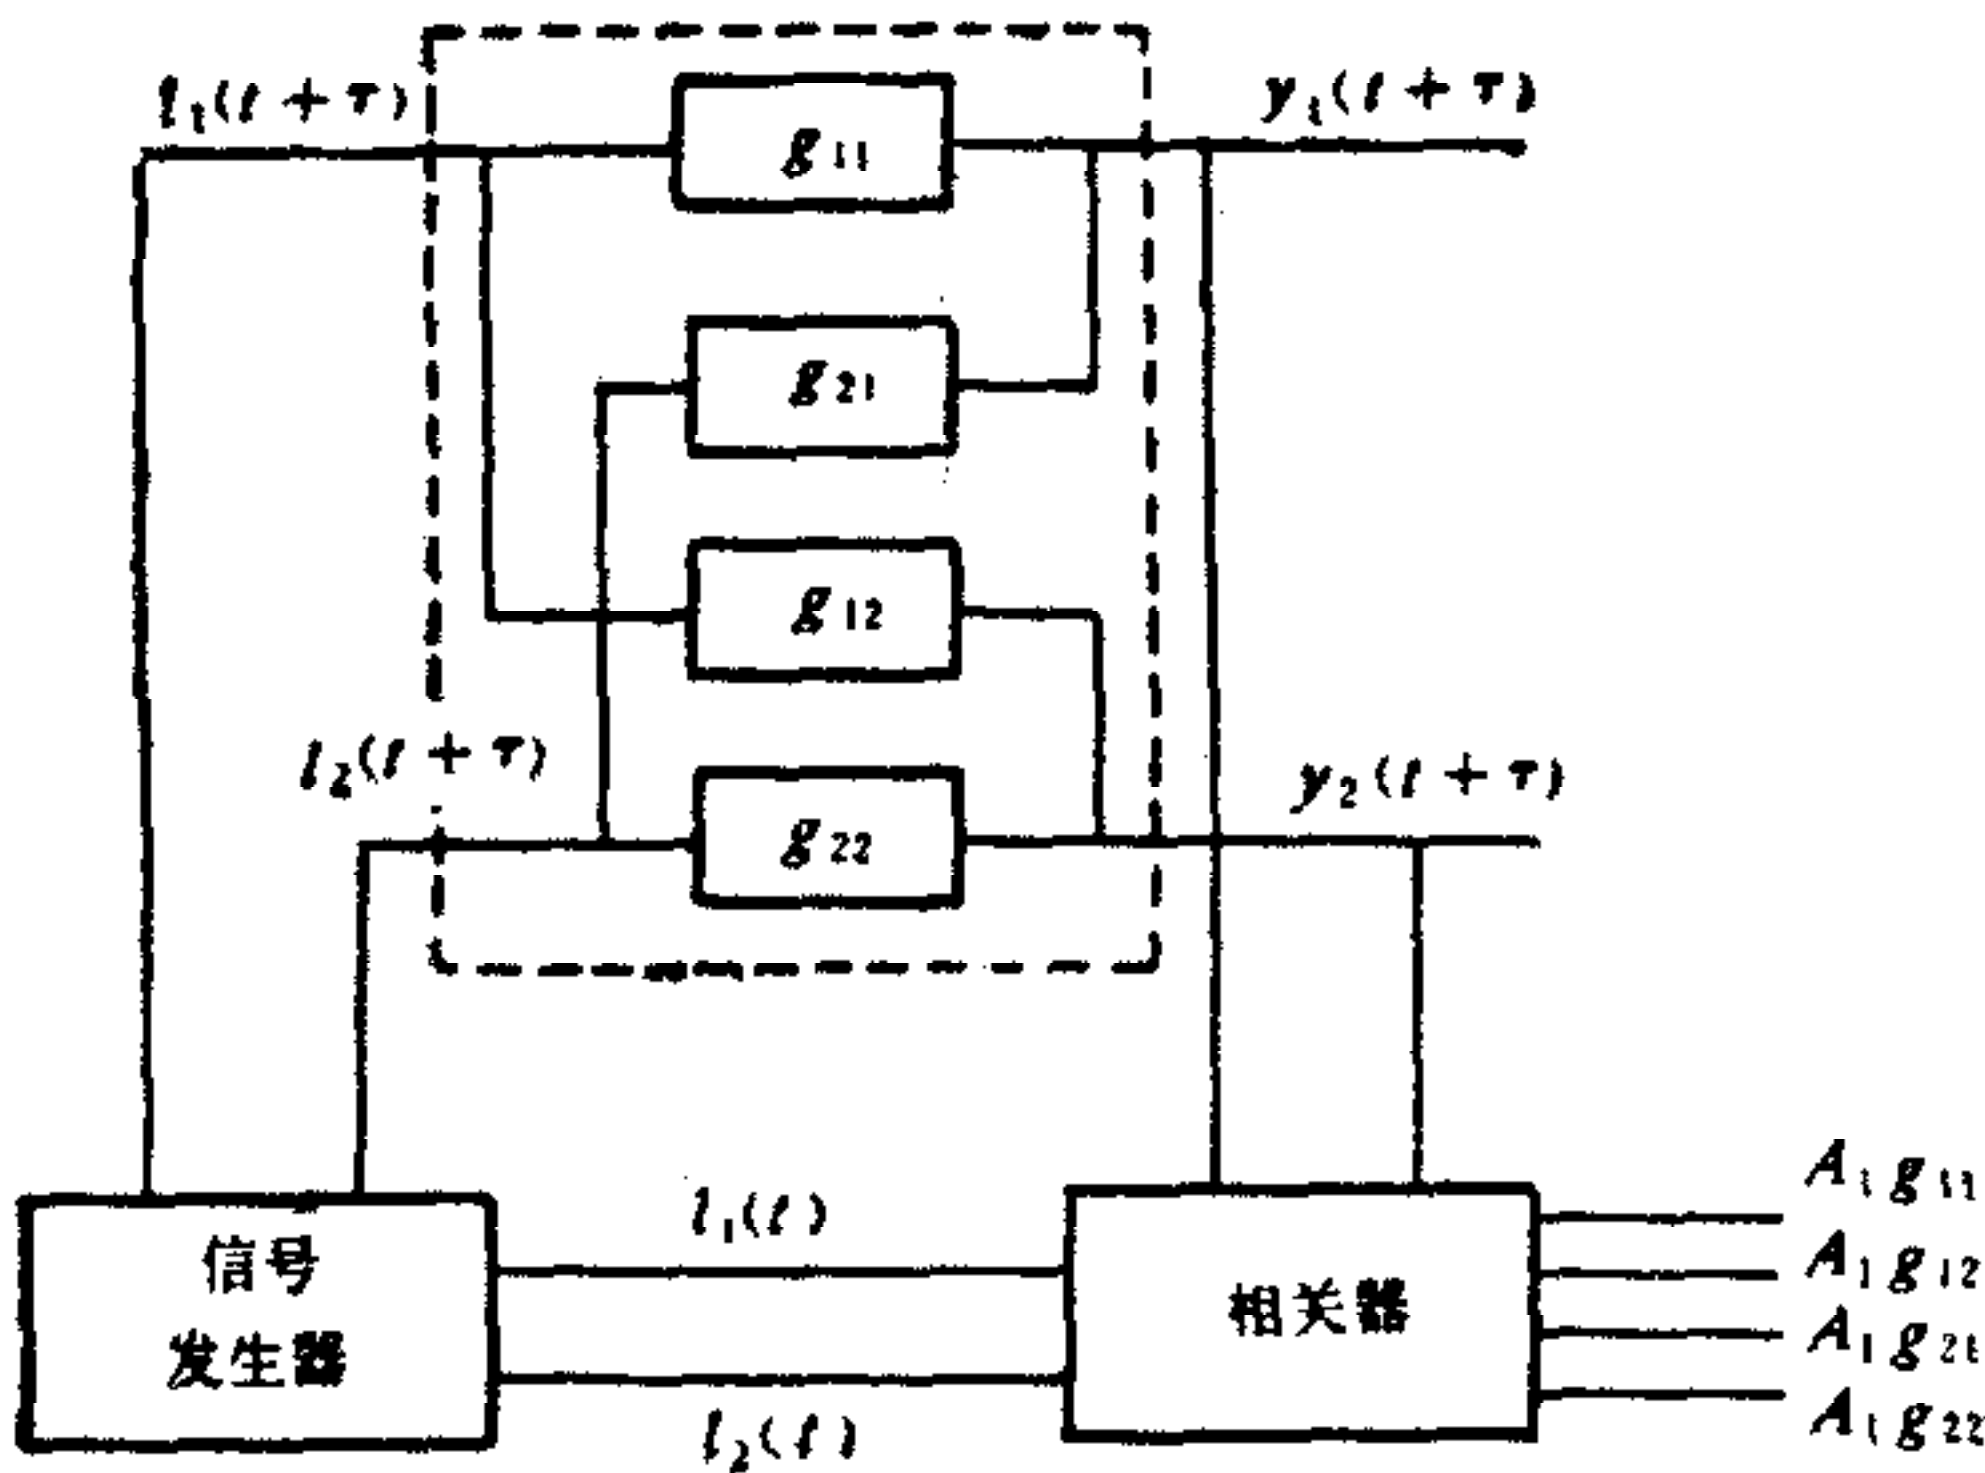 l₁(t + τ)
y₁(t + τ)
g₁₁
g₂₁
g₁₂
l₂(t + τ)
y₂(t + τ)
g₂₂
信号
发生器
l₁(t)
l₂(t)
相关器
A₁g₁₁
A₁g₁₂
A₁g₂₁
A₁g₂₂